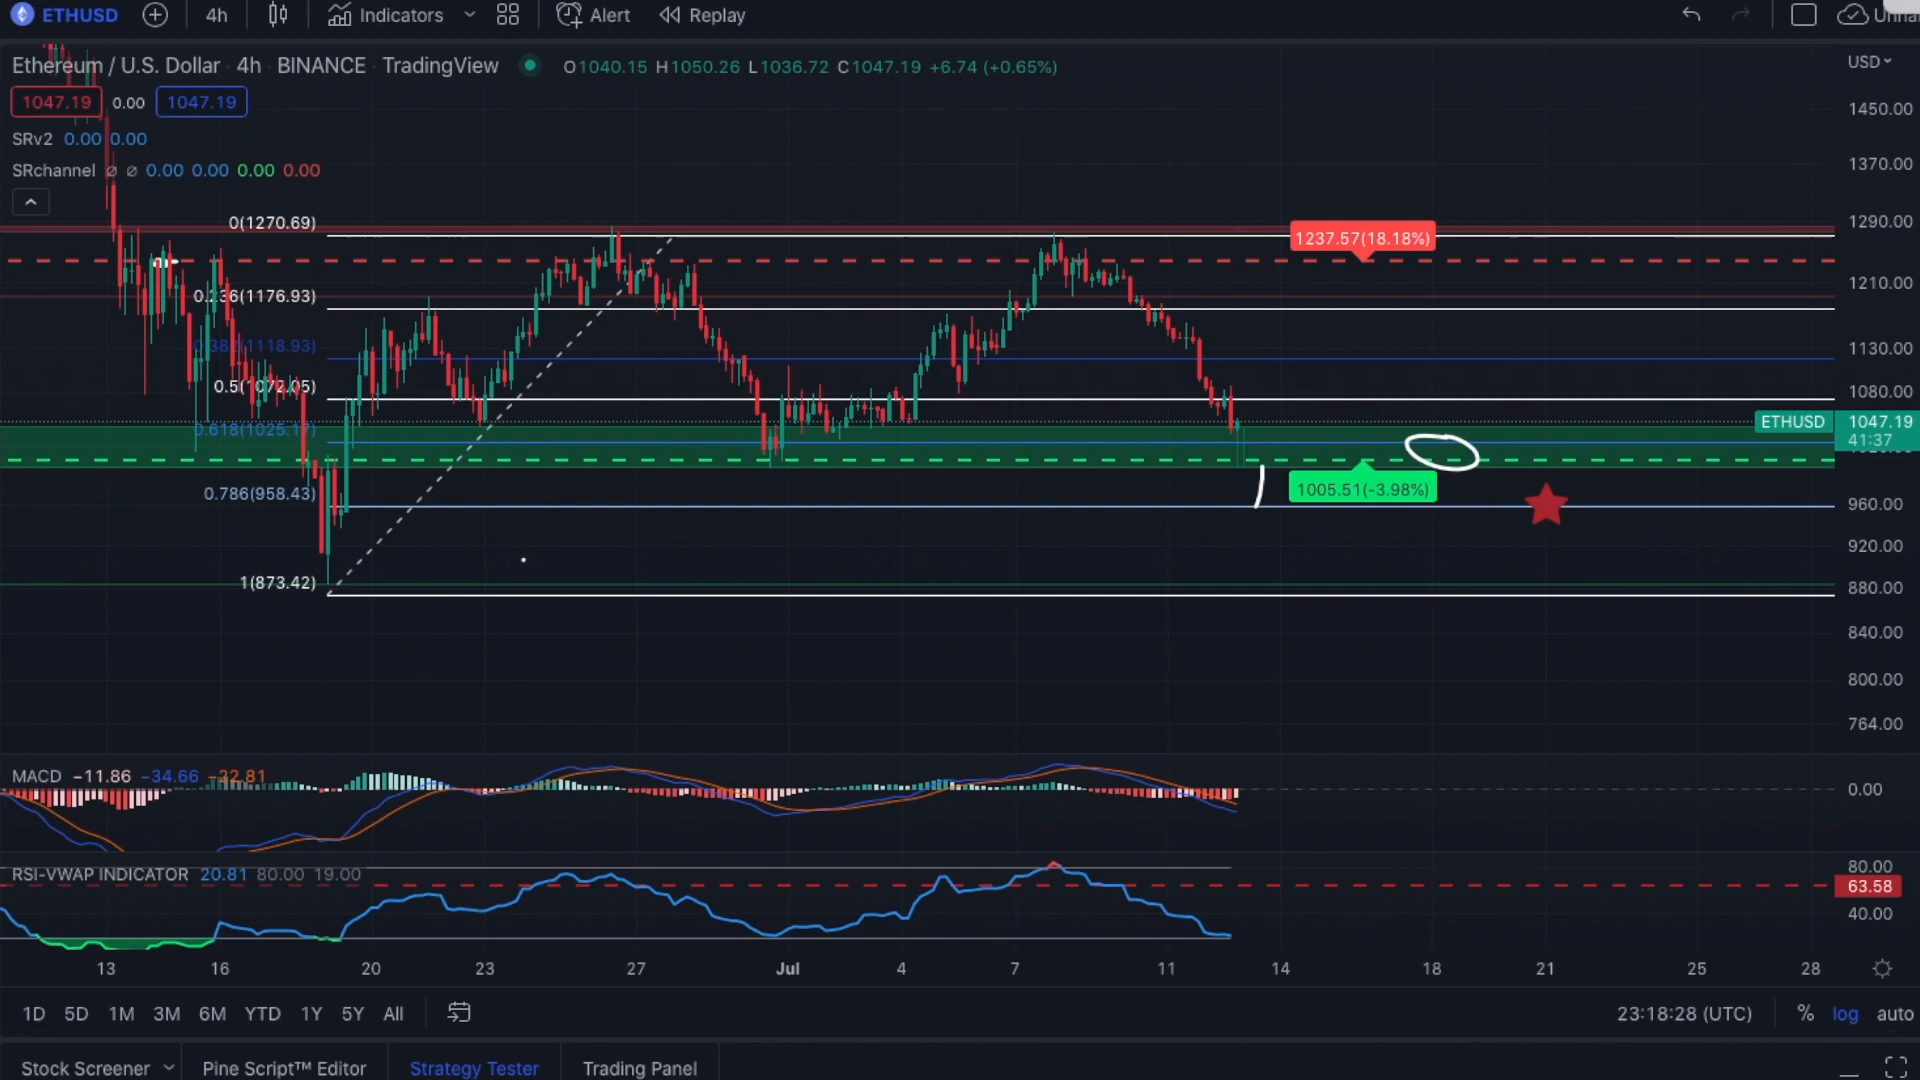 ETHUSD 4h Indicators Alert Replay
Ethereum / U.S. Dollar · 4h · BINANCE · TradingView O1040.15 H1050.26 L1036.72 C1047.19 +6.74 (+0.65%) USD
1047.19 0.00 1047.19
1450.00
SRv2 0.00 0.00
SRchannel ∅ ∅ 0.00 0.00 0.00 0.00
1370.00
0(1270.69)
1290.00
1237.57(18.18%)
0.236(1176.93)
1210.00
0.382(1118.93)
1130.00
0.5(1072.05)
1080.00
ETHUSD 1047.19
0.618(1025.17)
41:37
0.786(958.43)
1005.51(-3.98%)
960.00
920.00
1(873.42)
880.00
840.00
800.00
764.00
MACD −11.86 −34.66 −22.81
0.00
RSI-VWAP INDICATOR 20.81 80.00 19.00
80.00
63.58
40.00
13 16 20 23 27 Jul 4 7 11 14 18 21 25 28
1D 5D 1M 3M 6M YTD 1Y 5Y All 23:18:28 (UTC) % log auto
Stock Screener Pine Script™ Editor Strategy Tester Trading Panel